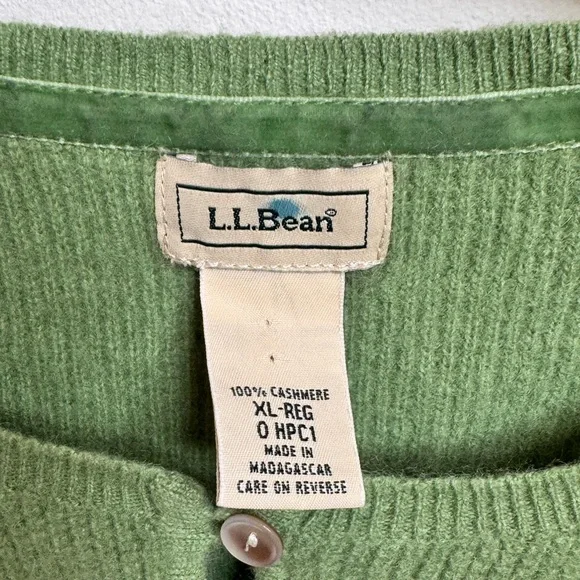 L.L.Bean®
100% CASHMERE
XL-REG
0 HPC1
MADE IN
MADAGASCAR
CARE ON REVERSE